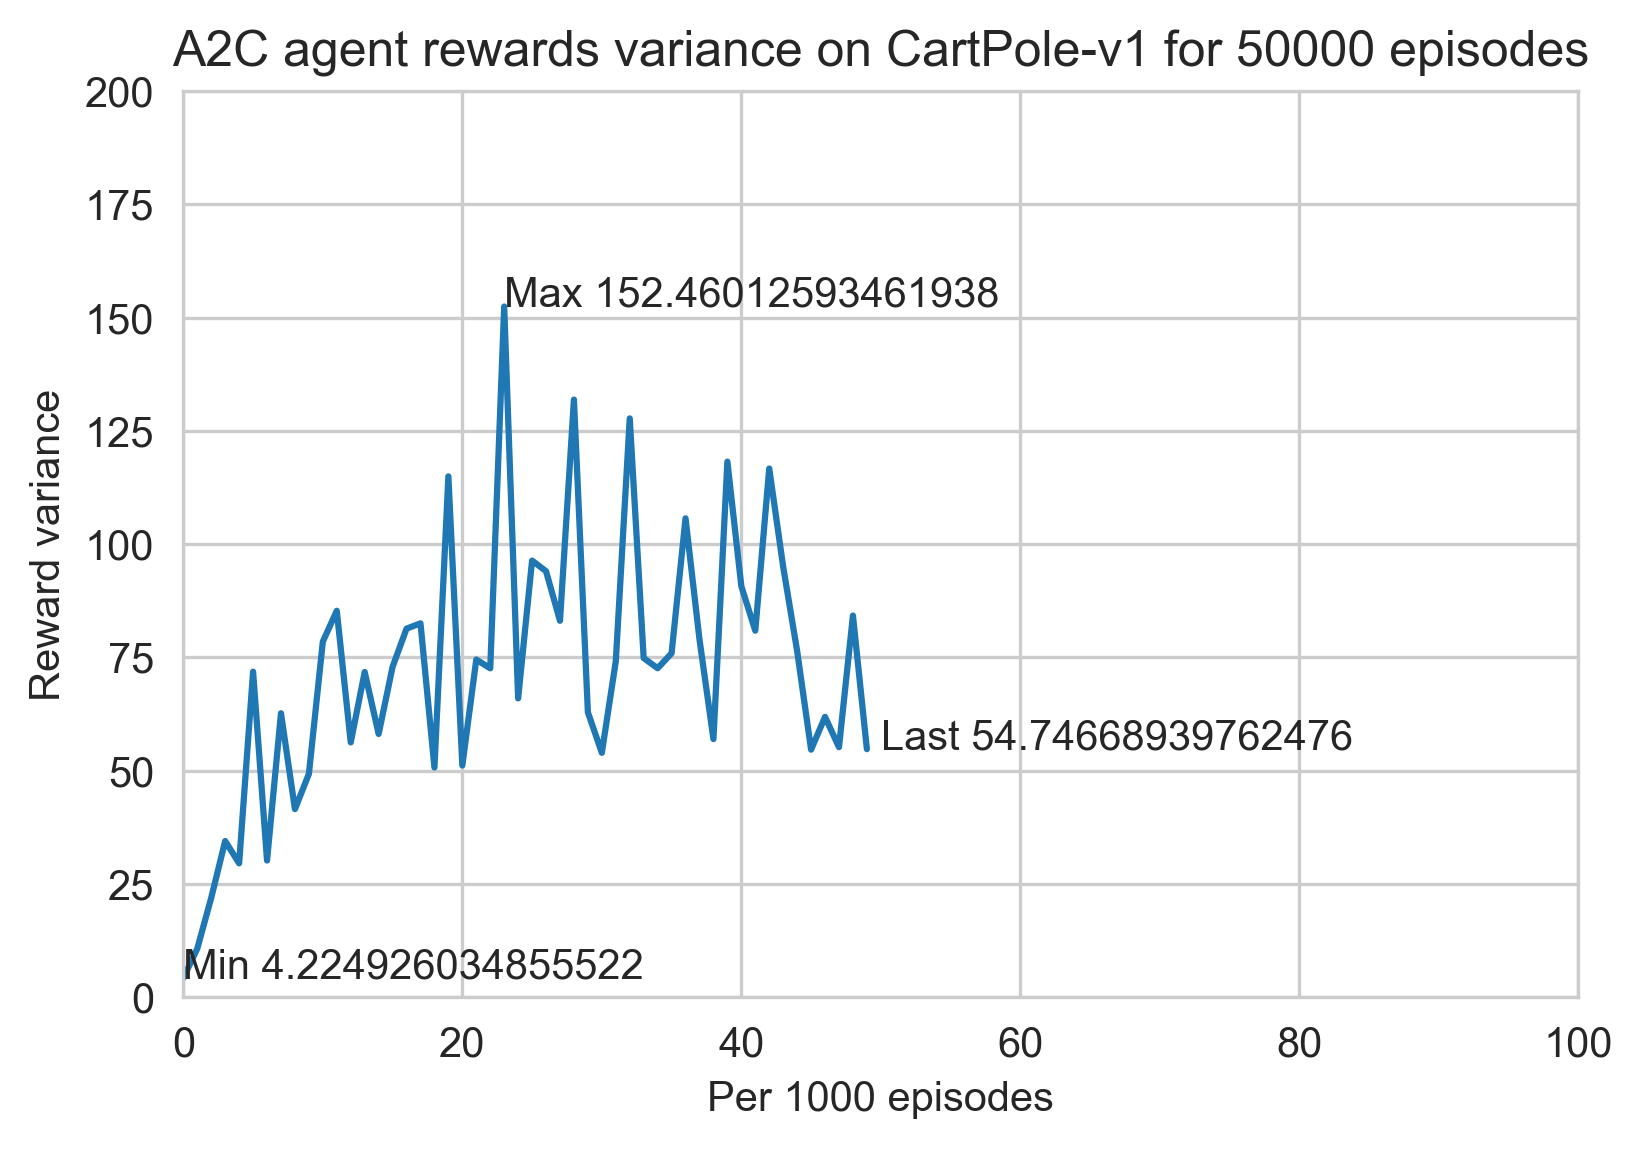 A2C agent rewards variance on CartPole-v1 for 50000 episodes
200
175
150
125
100
75
50
25
0
Reward variance
Max 152.46012593461938
Last 54.74668939762476
Min 4.224926034855522
0 20 40 60 80 100
Per 1000 episodes